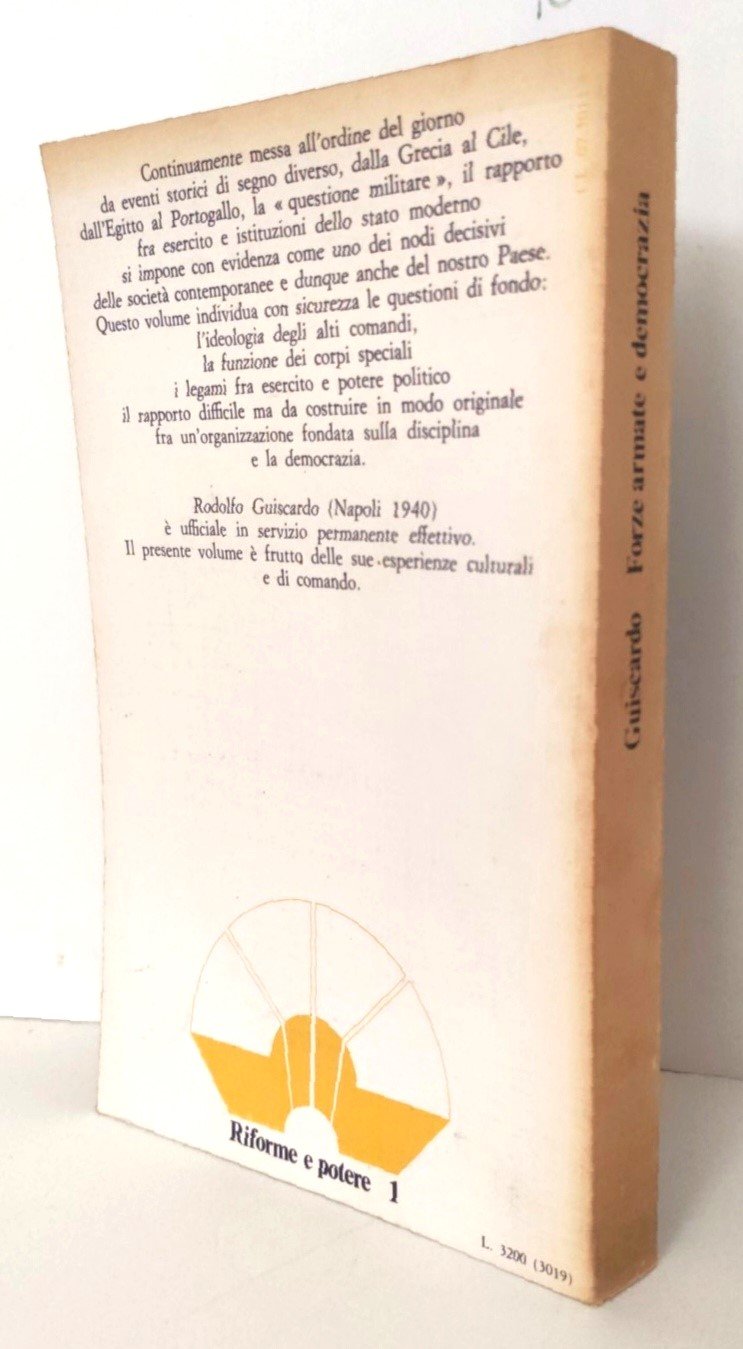 Continuamente messa all'ordine del giorno
da eventi storici di segno diverso, dalla Grecia al Cile,
dall'Egitto al Portogallo, la « questione militare », il rapporto
fra esercito e istituzioni dello stato moderno
si impone con evidenza come uno dei nodi decisivi
delle società contemporanee e dunque anche del nostro Paese.
Questo volume individua con sicurezza le questioni di fondo:
l'ideologia degli alti comandi,
la funzione dei corpi speciali
i legami fra esercito e potere politico
il rapporto difficile ma da costruire in modo originale
fra un'organizzazione fondata sulla disciplina
e la democrazia.
Rodolfo Guiscardo (Napoli 1940)
è ufficiale in servizio permanente effettivo.
Il presente volume è frutto delle sue esperienze culturali
e di comando.
Riforme e potere 1
L. 3200 (3019)
Guiscardo Forze armate e democrazia